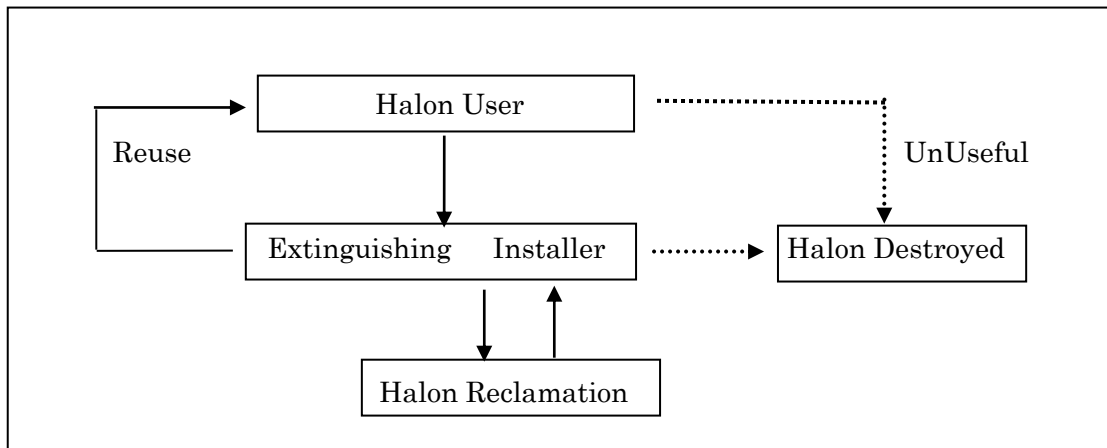 Halon User
Reuse
UnUseful
Extinguishing Installer
Halon Destroyed
Halon Reclamation